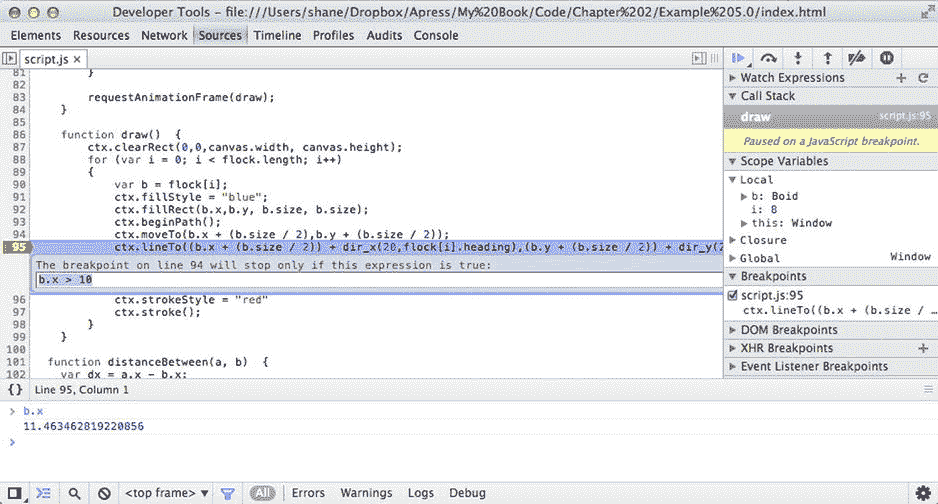 Developer Tools - file:///Users/shane/Dropbox/Apress/My%20Book/Code/Chapter%202/Example%205.0/index.html
Elements Resources Network Sources Timeline Profiles Audits Console
script.js ×
81 }
82
83 requestAnimationFrame(draw);
84 }
85
86 function draw() {
87 ctx.clearRect(0,0,canvas.width, canvas.height);
88 for (var i = 0; i < flock.length; i++)
89 {
90 var b = flock[i];
91 ctx.fillStyle = "blue";
92 ctx.fillRect(b.x,b.y, b.size, b.size);
93 ctx.beginPath();
94 ctx.moveTo(b.x + (b.size / 2),b.y + (b.size / 2));
95 ctx.lineTo((b.x + (b.size / 2)) + dir_x(20,flock[i].heading),(b.y + (b.size / 2)) + dir_y(2
The breakpoint on line 94 will stop only if this expression is true:
b.x > 10
96 ctx.strokeStyle = "red"
97 ctx.stroke();
98 }
99 }
100
101 function distanceBetween(a, b) {
102 var dx = a.x - b.x;
{} Line 95, Column 1
Watch Expressions
Call Stack
draw script.js:95
Paused on a JavaScript breakpoint.
Scope Variables
Local
b: Boid
i: 8
this: Window
Closure
Global Window
Breakpoints
script.js:95
ctx.lineTo((b.x + (b.size / …
DOM Breakpoints
XHR Breakpoints
Event Listener Breakpoints
> b.x
11.463462819220856
>
<top frame> All Errors Warnings Logs Debug